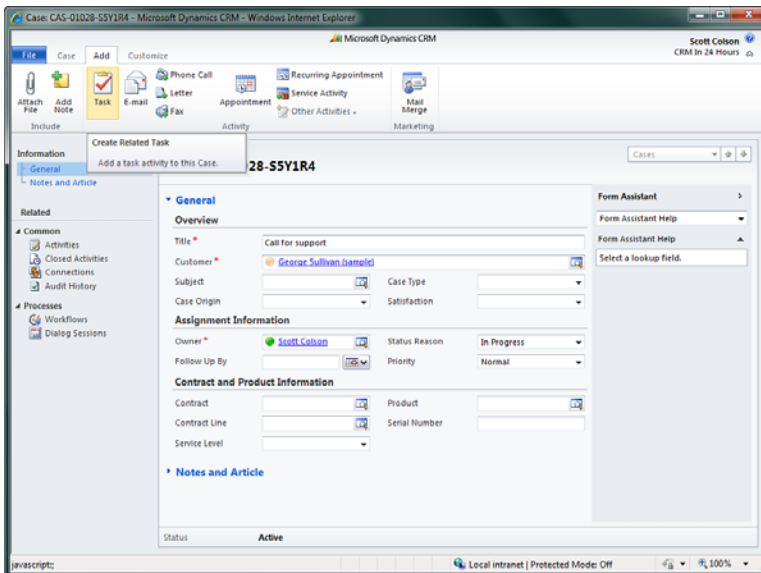 Case: CAS-01028-S5Y1R4 - Microsoft Dynamics CRM - Windows Internet Explorer
Microsoft Dynamics CRM
Scott Colson
CRM In 24 Hours
File Case Add Customize
Attach File
Add Note
Task
E-mail
Phone Call
Letter
Fax
Appointment
Recurring Appointment
Service Activity
Other Activities
Mail Merge
Include Activity Marketing
Create Related Task
Add a task activity to this Case.
Information
General
Notes and Article
Related
Common
Activities
Closed Activities
Connections
Audit History
Processes
Workflows
Dialog Sessions
28-S5Y1R4
Cases
General
Overview
Title * Call for support
Customer * George Sullivan (sample)
Subject Case Type
Case Origin Satisfaction
Assignment Information
Owner * Scott Colson Status Reason In Progress
Follow Up By Priority Normal
Contract and Product Information
Contract Product
Contract Line Serial Number
Service Level
Notes and Article
Form Assistant
Form Assistant Help
Form Assistant Help
Select a lookup field.
Status Active
javascript:; Local intranet | Protected Mode: Off 100%